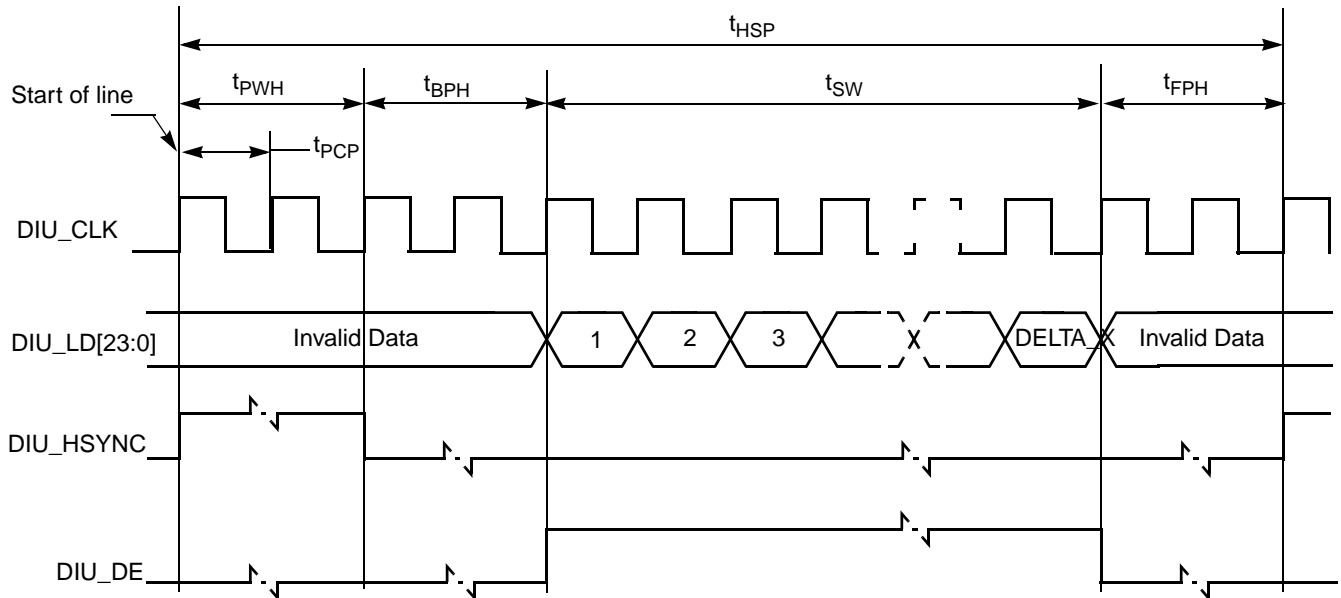 tHSP
tPWH
tBPH
tSW
tFPH
Start of line
tPCP
DIU_CLK
DIU_LD[23:0]
Invalid Data
1
2
3
DELTA_X
Invalid Data
DIU_HSYNC
DIU_DE